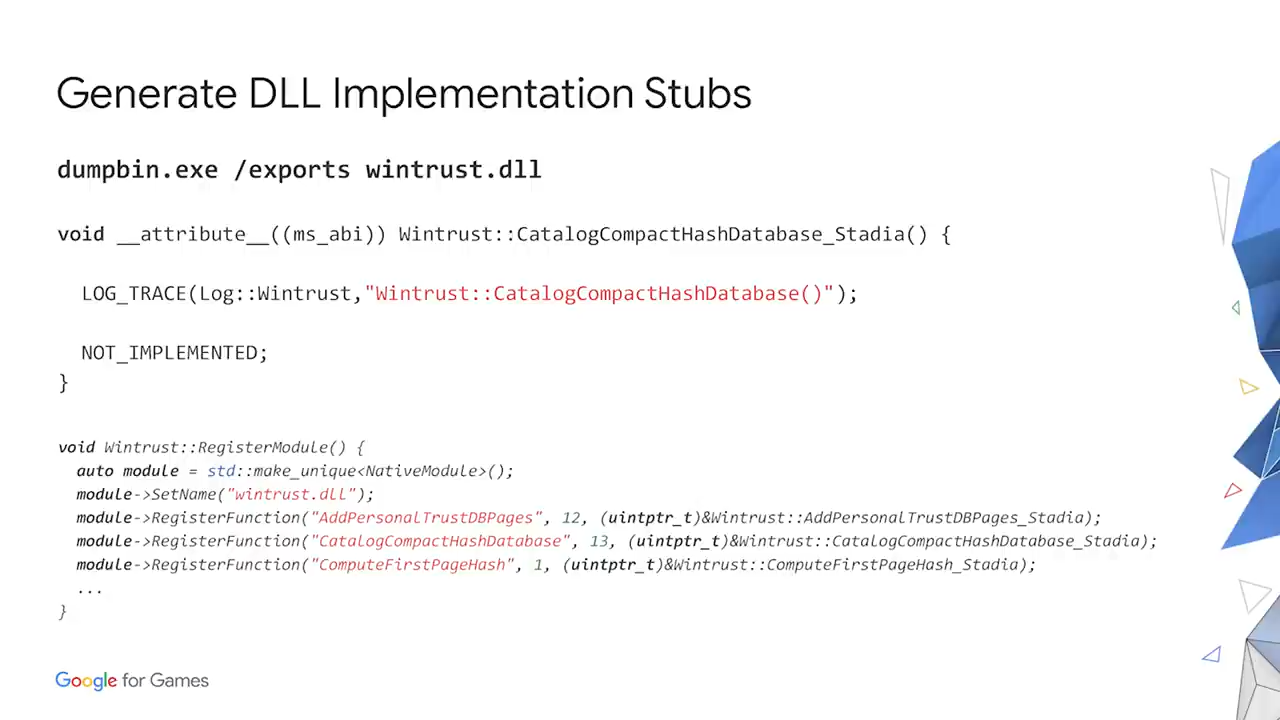 Generate DLL Implementation Stubs
dumpbin.exe /exports wintrust.dll
void __attribute__((ms_abi)) Wintrust::CatalogCompactHashDatabase_Stadia() {
LOG_TRACE(Log::Wintrust,"Wintrust::CatalogCompactHashDatabase()");
NOT_IMPLEMENTED;
}
void Wintrust::RegisterModule() {
auto module = std::make_unique<NativeModule>();
module->SetName("wintrust.dll");
module->RegisterFunction("AddPersonalTrustDBPages", 12, (uintptr_t)&Wintrust::AddPersonalTrustDBPages_Stadia);
module->RegisterFunction("CatalogCompactHashDatabase", 13, (uintptr_t)&Wintrust::CatalogCompactHashDatabase_Stadia);
module->RegisterFunction("ComputeFirstPageHash", 1, (uintptr_t)&Wintrust::ComputeFirstPageHash_Stadia);
...
}
Google for Games